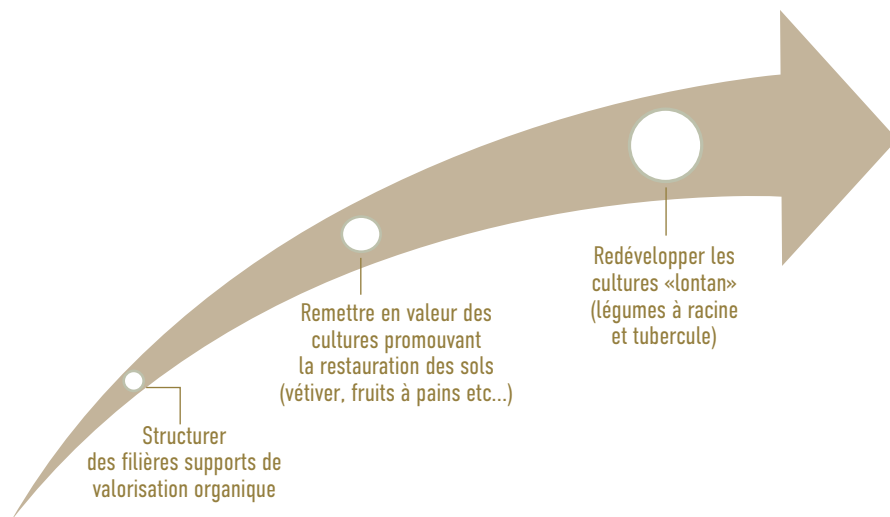 Structurer
des filières supports de
valorisation organique
Remettre en valeur des
cultures promouvant
la restauration des sols
(vétiver, fruits à pains etc...)
Redévelopper les
cultures «lontan»
(légumes à racine
et tubercule)